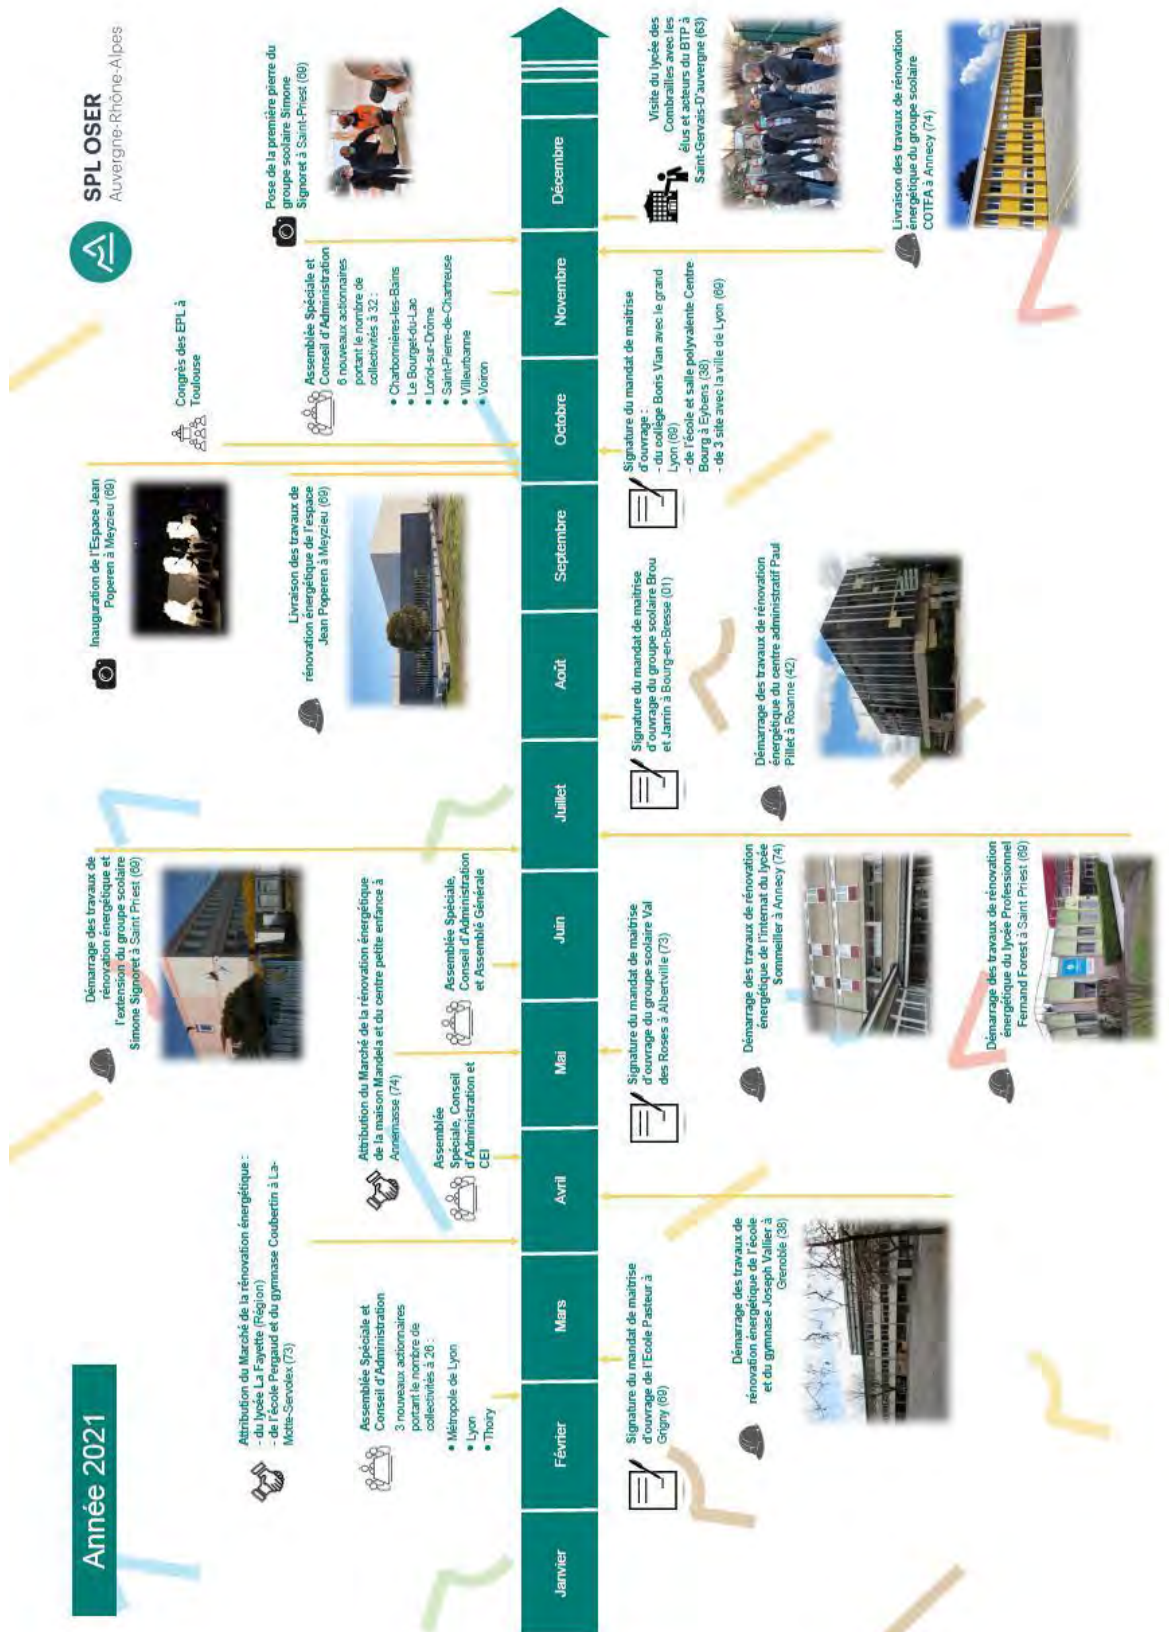 Année 2021
SPL OSER
Auvergne-Rhône-Alpes
Attribution du Marché de la rénovation énergétique :
- du lycée La Fayette (Région)
- de l'école Pergaud et du gymnase Coubertin à La-
Motte-Servolex (73)
Assemblée Spéciale et
Conseil d'Administration
3 nouveaux actionnaires
portant le nombre de
collectivités à 26 :
• Métropole de Lyon
• Lyon
• Thoiry
Démarrage des travaux de
rénovation énergétique et
l'extension du groupe scolaire
Simone Signoret à Saint Priest (69)
Attribution du Marché de la rénovation énergétique
de la maison Mandela et du centre petite enfance à
Annemasse (74)
Assemblée
Spéciale, Conseil
d'Administration et
CEI
Assemblée Spéciale,
Conseil d'Administration
et Assemblé Générale
Inauguration de l'Espace Jean
Poperen à Meyzieu (69)
Livraison des travaux de
rénovation énergétique de l'espace
Jean Poperen à Meyzieu (69)
Congrès des EPL à
Toulouse
Assemblée Spéciale et
Conseil d'Administration
6 nouveaux actionnaires
portant le nombre de
collectivités à 32 :
• Charbonnières-les-Bains
• Le Bourget-du-Lac
• Loriol-sur-Drôme
• Saint-Pierre-de-Chartreuse
• Villeurbanne
• Voiron
Pose de la première pierre du
groupe scolaire Simone
Signoret à Saint-Priest (69)
Janvier
Février
Mars
Avril
Mai
Juin
Juillet
Août
Septembre
Octobre
Novembre
Décembre
Signature du mandat de maitrise
d'ouvrage de l'Ecole Pasteur à
Grigny (69)
Démarrage des travaux de
rénovation énergétique de l'école
et du gymnase Joseph Vallier à
Grenoble (38)
Signature du mandat de maitrise
d'ouvrage du groupe scolaire Val
des Roses à Albertville (73)
Démarrage des travaux de rénovation
énergétique de l'internat du lycée
Sommeiller à Annecy (74)
Démarrage des travaux de rénovation
énergétique du lycée Professionnel
Fernand Forest à Saint Priest (69)
Signature du mandat de maitrise
d'ouvrage du groupe scolaire Brou
et Jarrin à Bourg-en-Bresse (01)
Démarrage des travaux de rénovation
énergétique du centre administratif Paul
Pillet à Roanne (42)
Signature du mandat de maitrise
d'ouvrage :
- du collège Boris Vian avec le grand
Lyon (69)
- de l'école et salle polyvalente Centre
Bourg à Eybens (38)
- de 3 site avec la ville de Lyon (69)
Visite du lycée des
Combrailles avec les
élus et acteurs du BTP à
Saint-Gervais-D'auvergne (63)
Livraison des travaux de rénovation
énergétique du groupe scolaire
COTFA à Annecy (74)